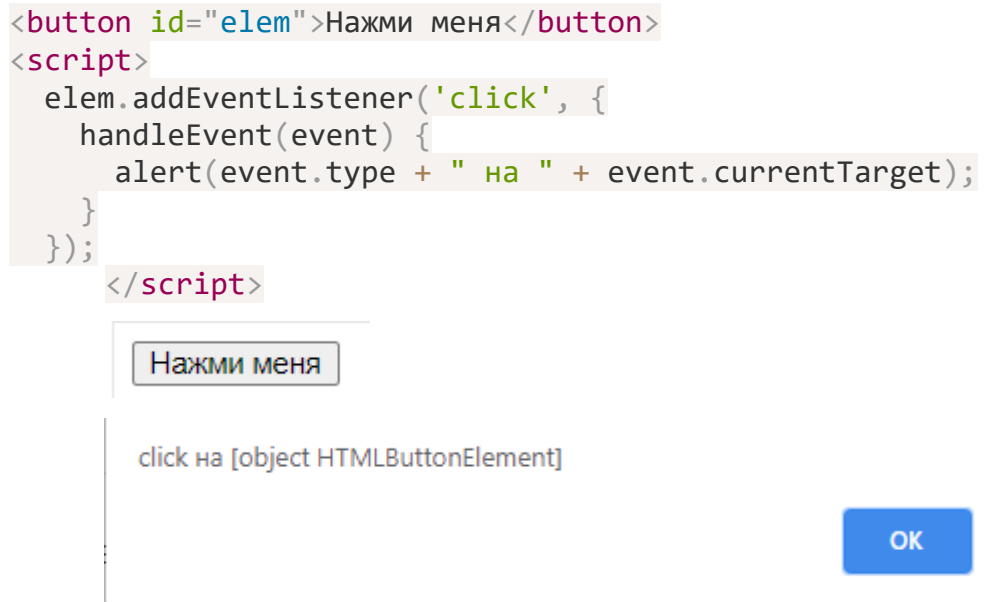 <button id="elem">Нажми меня</button>
<script>
  elem.addEventListener('click', {
    handleEvent(event) {
      alert(event.type + " на " + event.currentTarget);
    }
  });
</script>
Нажми меня
click на [object HTMLButtonElement]
OK